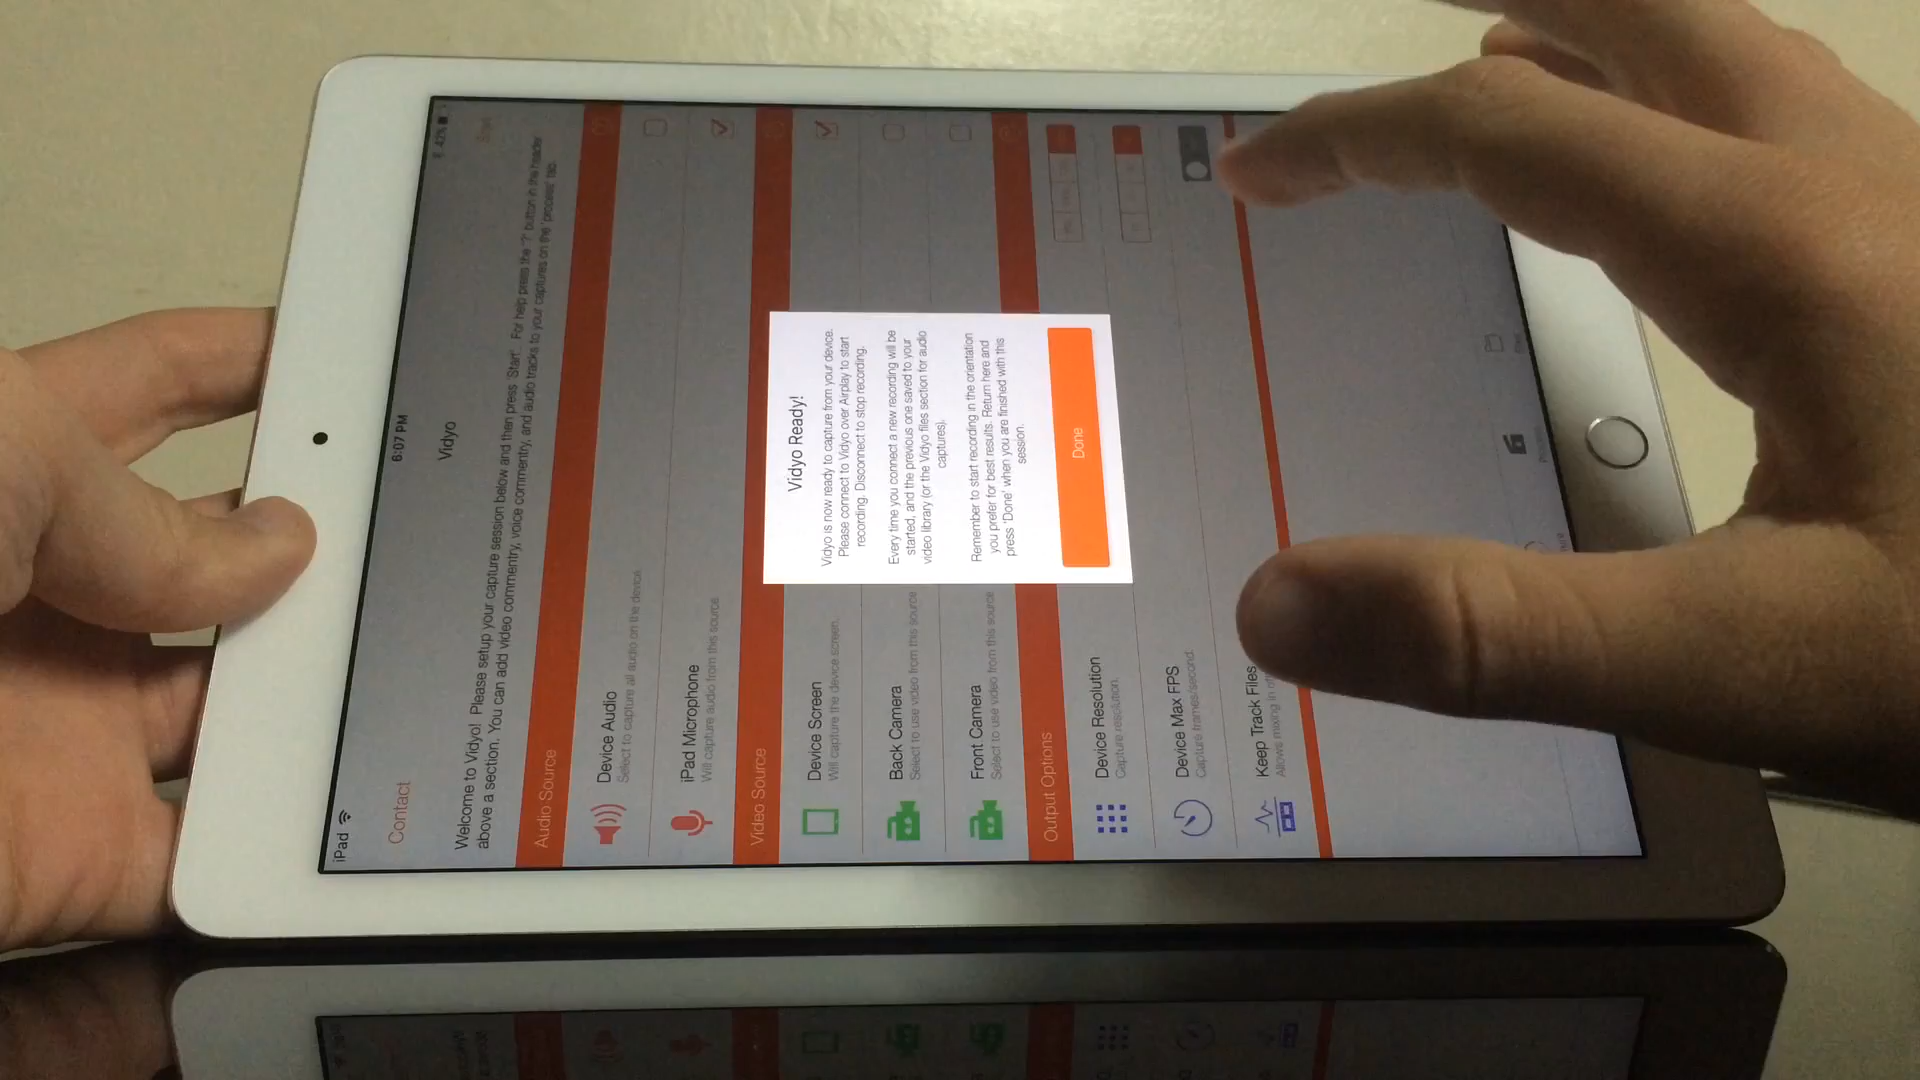 iPad
6:07 PM
42%
Contact
Vidyo
Welcome to Vidyo! Please setup your capture session below and then press 'Start'. For help press the '?' button in the header
above a section. You can add video commentry, voice commentry, and audio tracks to your captures on the 'process' tab.
Audio Source
Device Audio
Select to capture all audio on the device.
iPad Microphone
Will capture audio from this source
Video Source
Device Screen
Will capture the device screen.
Back Camera
Select to use video from this source
Front Camera
Select to use video from this source
Output Options
Device Resolution
Capture resolution.
Device Max FPS
Capture frames/second.
Keep Track Files
Allows mixing in
Vidyo Ready!
Vidyo is now ready to capture from your device.
Please connect to Vidyo over Airplay to start
recording. Disconnect to stop recording.
Every time you connect a new recording will be
started, and the previous one saved to your
video library (or the Vidyo files section for audio
captures).
Remember to start recording in the orientation
you prefer for best results. Return here and
press 'Done' when you are finished with this
session.
Done